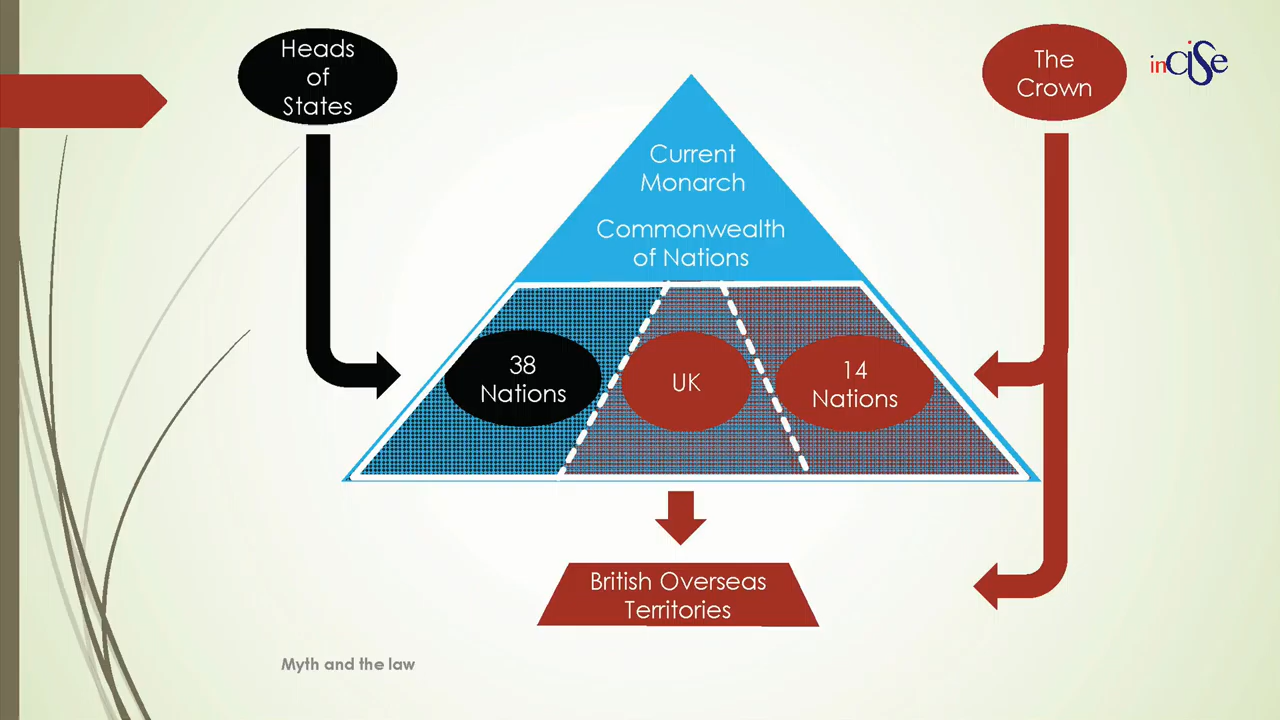 Heads
of
States
The
Crown
inCiSe
Current
Monarch
Commonwealth
of Nations
38
Nations
UK
14
Nations
British Overseas
Territories
Myth and the law